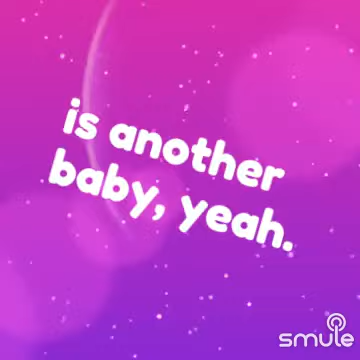 is another
baby, yeah.
smule